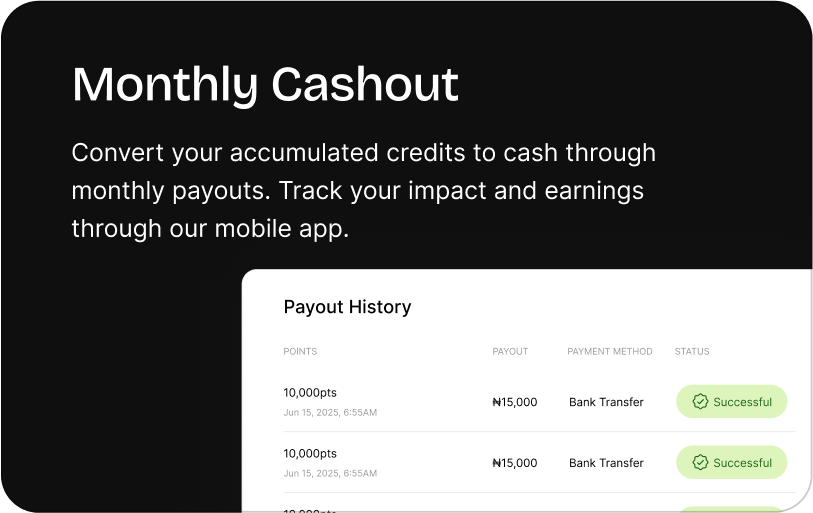 Monthly Cashout
Convert your accumulated credits to cash through
monthly payouts. Track your impact and earnings
through our mobile app.
Payout History
POINTS PAYOUT PAYMENT METHOD STATUS
10,000pts
₦15,000 Bank Transfer Successful
Jun 15, 2025, 6:55AM
10,000pts
₦15,000 Bank Transfer Successful
Jun 15, 2025, 6:55AM